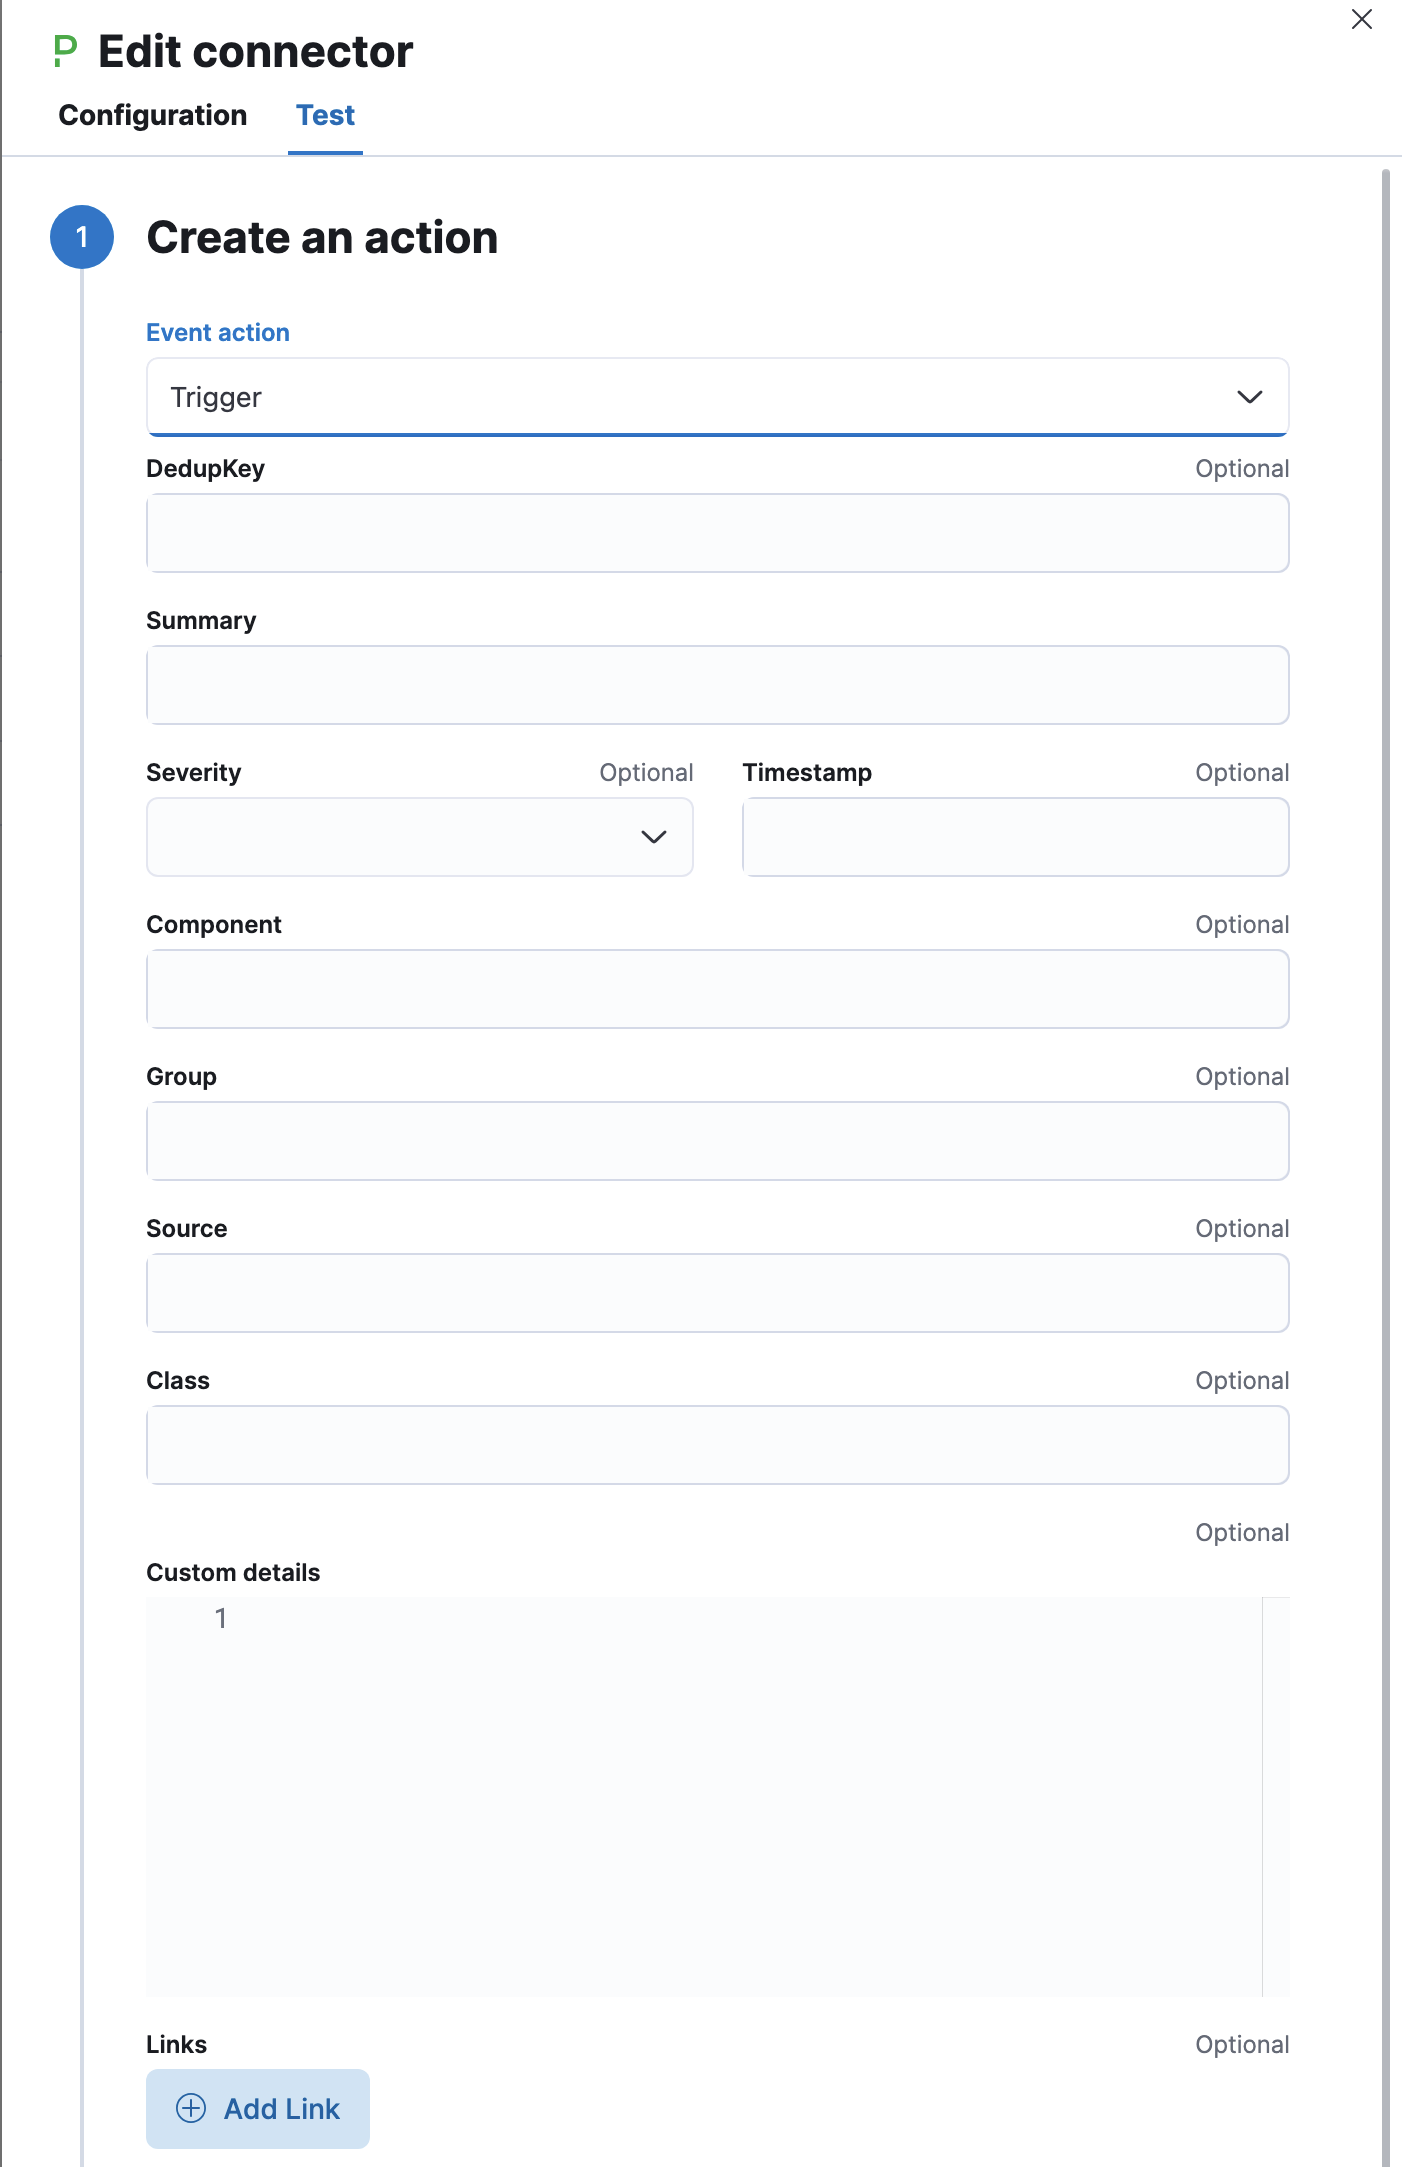 Edit connector
Configuration Test
1 Create an action
Event action
Trigger
DedupKey Optional
Summary
Severity Optional Timestamp Optional
Component Optional
Group Optional
Source Optional
Class Optional
Optional
Custom details
1
Links Optional
Add Link